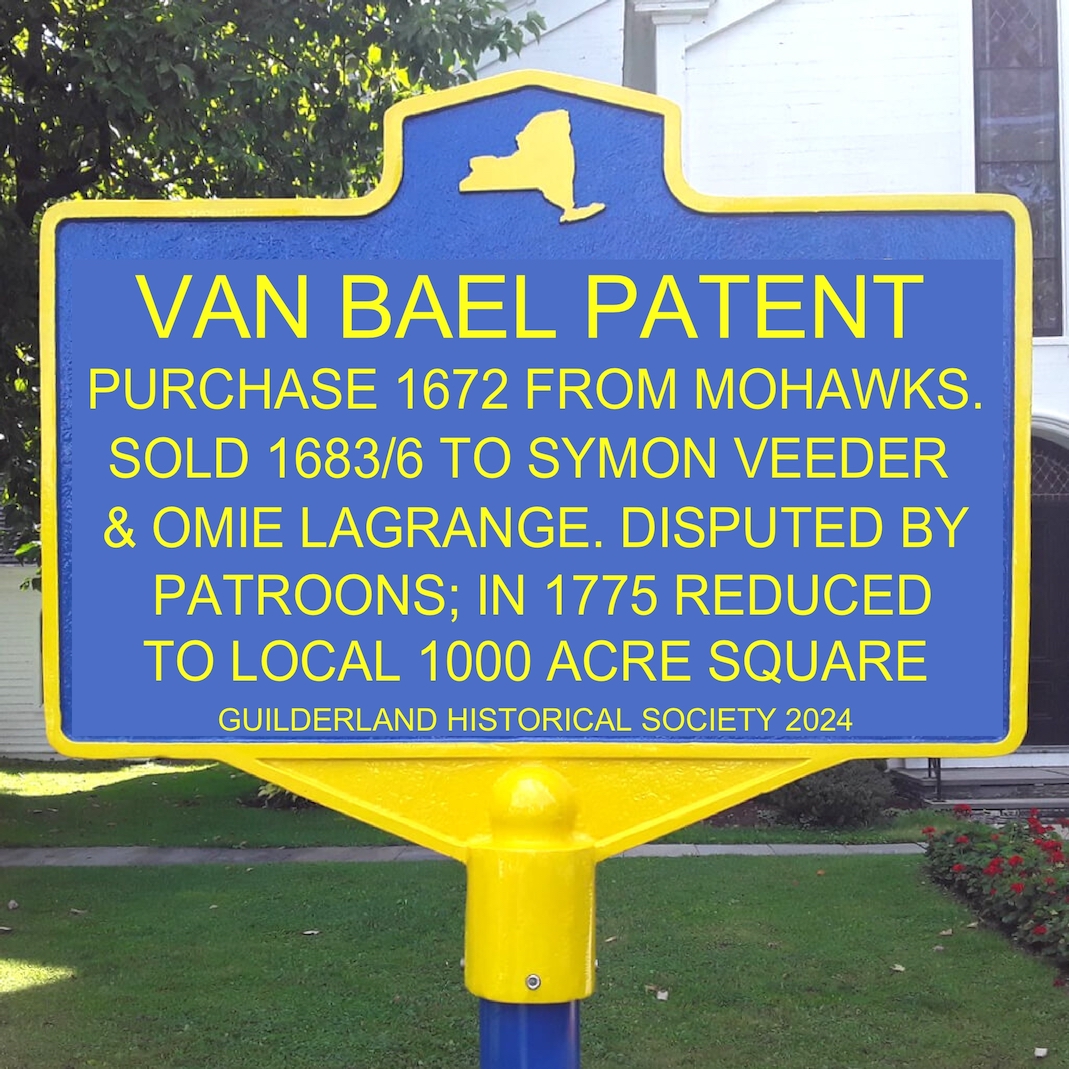 VAN BAEL PATENT
PURCHASE 1672 FROM MOHAWKS.
SOLD 1683/6 TO SYMON VEEDER
& OMIE LAGRANGE. DISPUTED BY
PATROONS; IN 1775 REDUCED
TO LOCAL 1000 ACRE SQUARE
GUILDERLAND HISTORICAL SOCIETY 2024